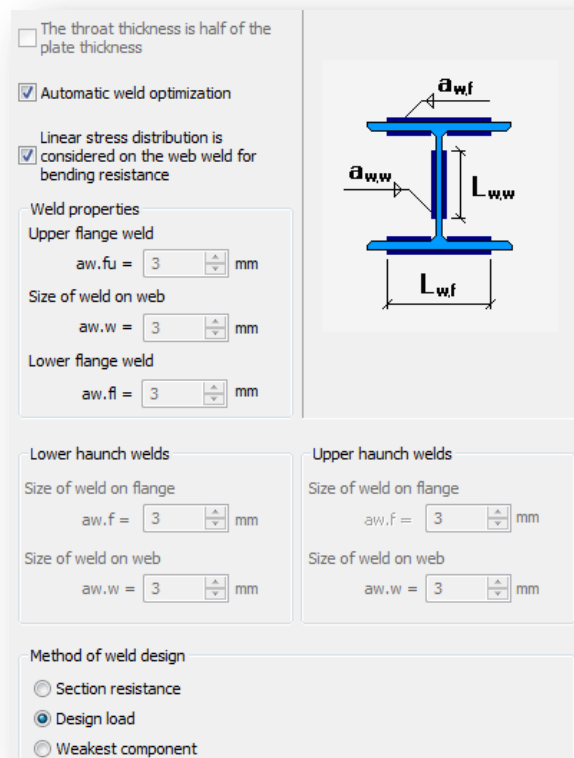 The throat thickness is half of the
plate thickness
Automatic weld optimization
Linear stress distribution is
considered on the web weld for
bending resistance
aw,f
aw,w
Lw,w
Lw,f
Weld properties
Upper flange weld
aw.fu = 3 mm
Size of weld on web
aw.w = 3 mm
Lower flange weld
aw.fl = 3 mm
Lower haunch welds
Size of weld on flange
aw.f = 3 mm
Size of weld on web
aw.w = 3 mm
Upper haunch welds
Size of weld on flange
aw.f = 3 mm
Size of weld on web
aw.w = 3 mm
Method of weld design
Section resistance
Design load
Weakest component